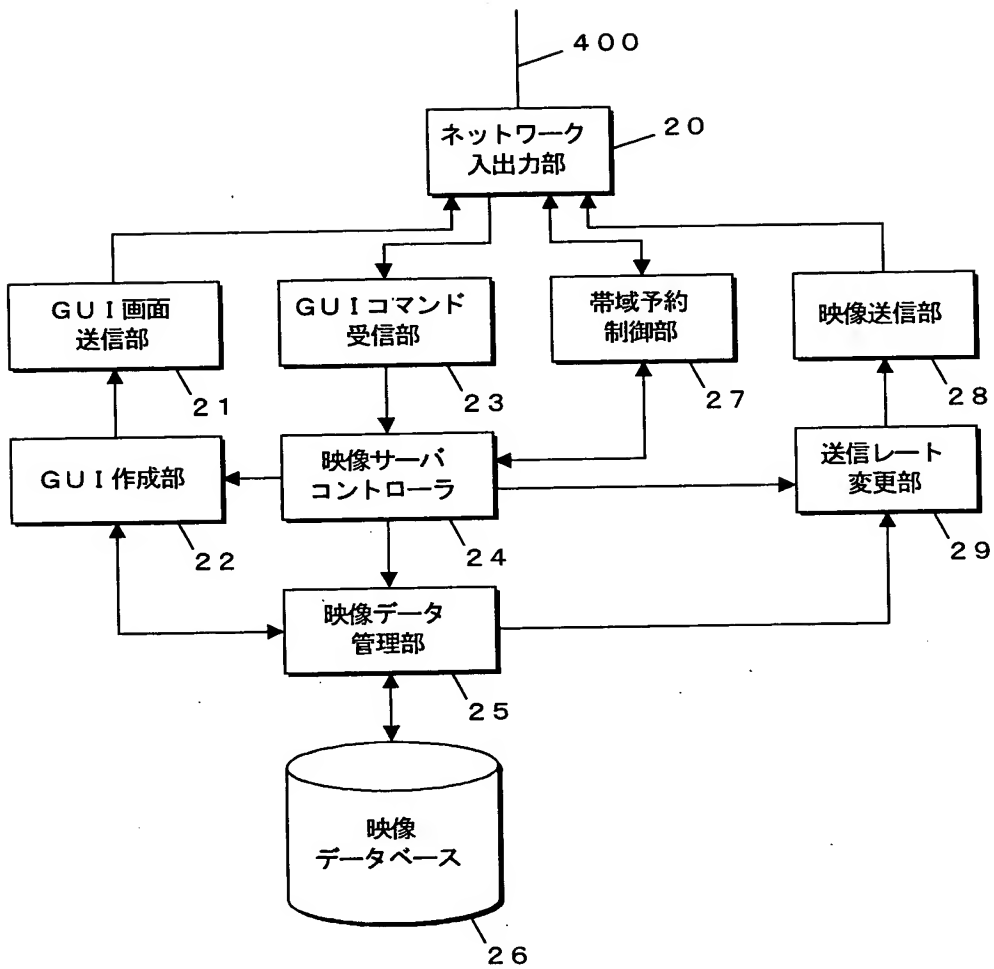 ４００
ネットワーク
入出力部
２０
ＧＵＩ画面
送信部
２１
ＧＵＩコマンド
受信部
２３
帯域予約
制御部
２７
映像送信部
２８
ＧＵＩ作成部
２２
映像サーバ
コントローラ
２４
送信レート
変更部
２９
映像データ
管理部
２５
映像
データベース
２６